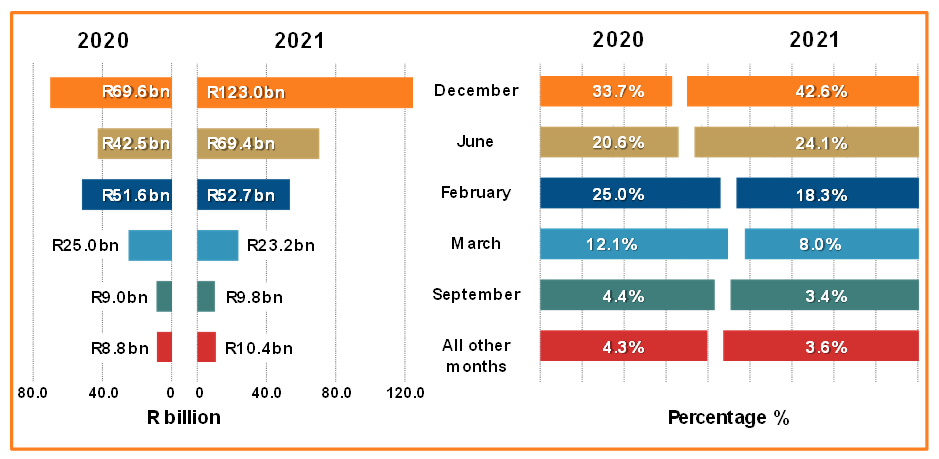 2020 2021 2020 2021
R69.6bn R123.0bn December 33.7% 42.6%
R42.5bn R69.4bn June 20.6% 24.1%
R51.6bn R52.7bn February 25.0% 18.3%
R25.0bn R23.2bn March 12.1% 8.0%
R9.0bn R9.8bn September 4.4% 3.4%
R8.8bn R10.4bn All other months 4.3% 3.6%
80.0 40.0 0 0 40.0 80.0 120.0
R billion Percentage %